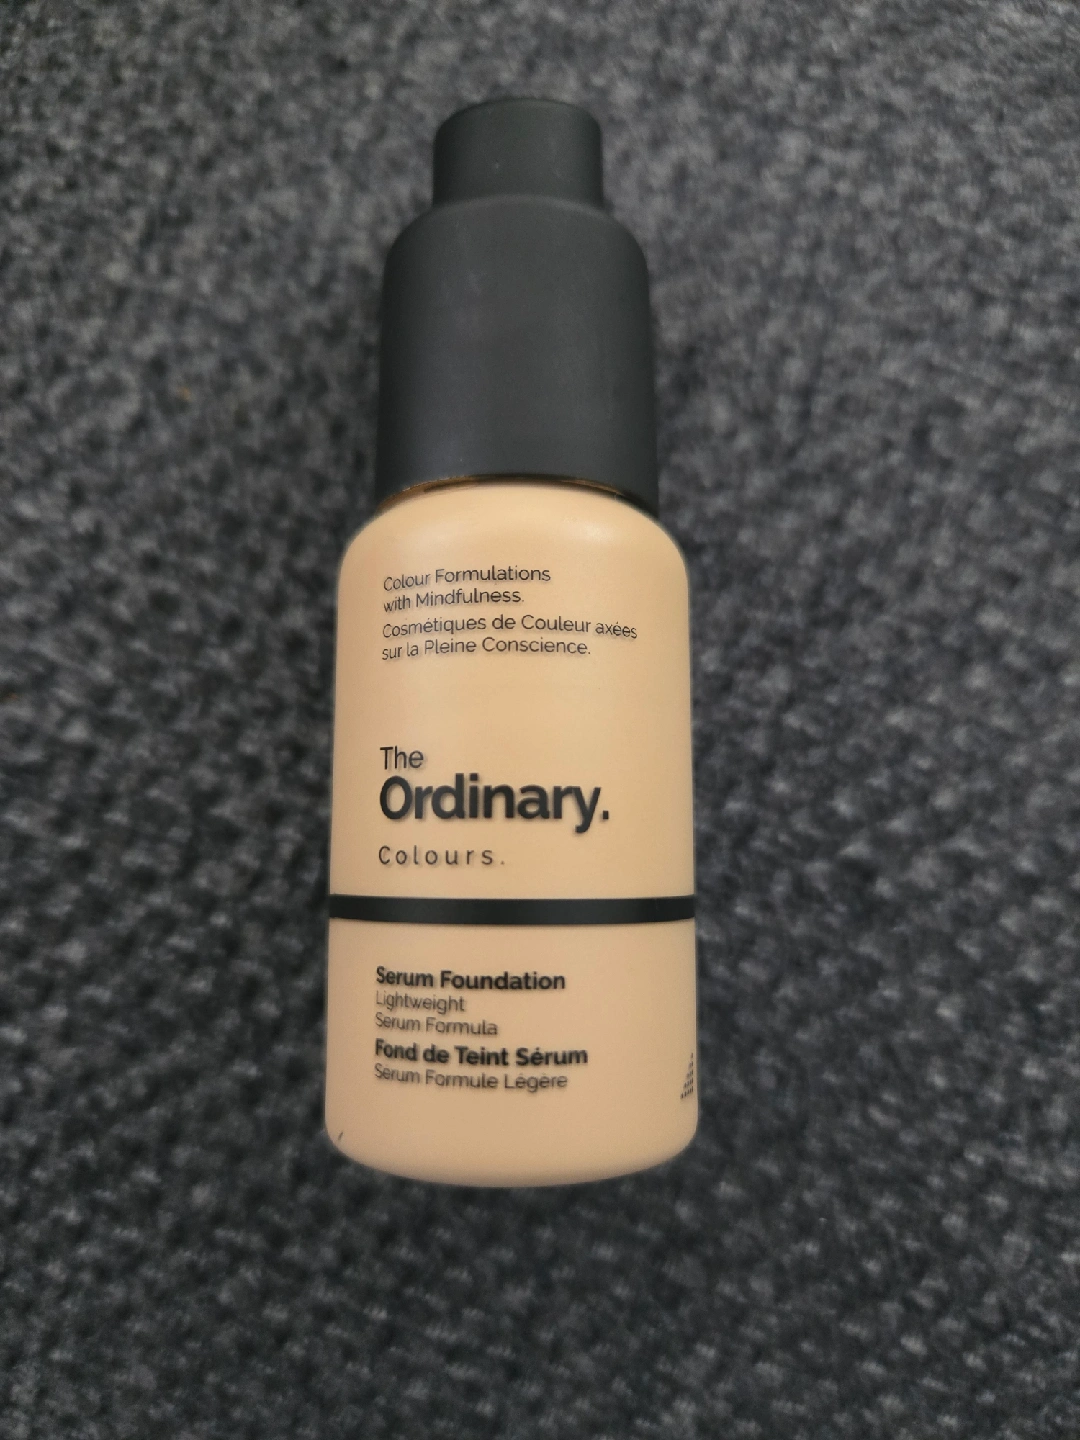 Colour Formulations
with Mindfulness.
Cosmétiques de Couleur axées
sur la Pleine Conscience.
The
Ordinary.
Colours.
Serum Foundation
Lightweight
Serum Formula
Fond de Teint Sérum
Serum Formule Légère